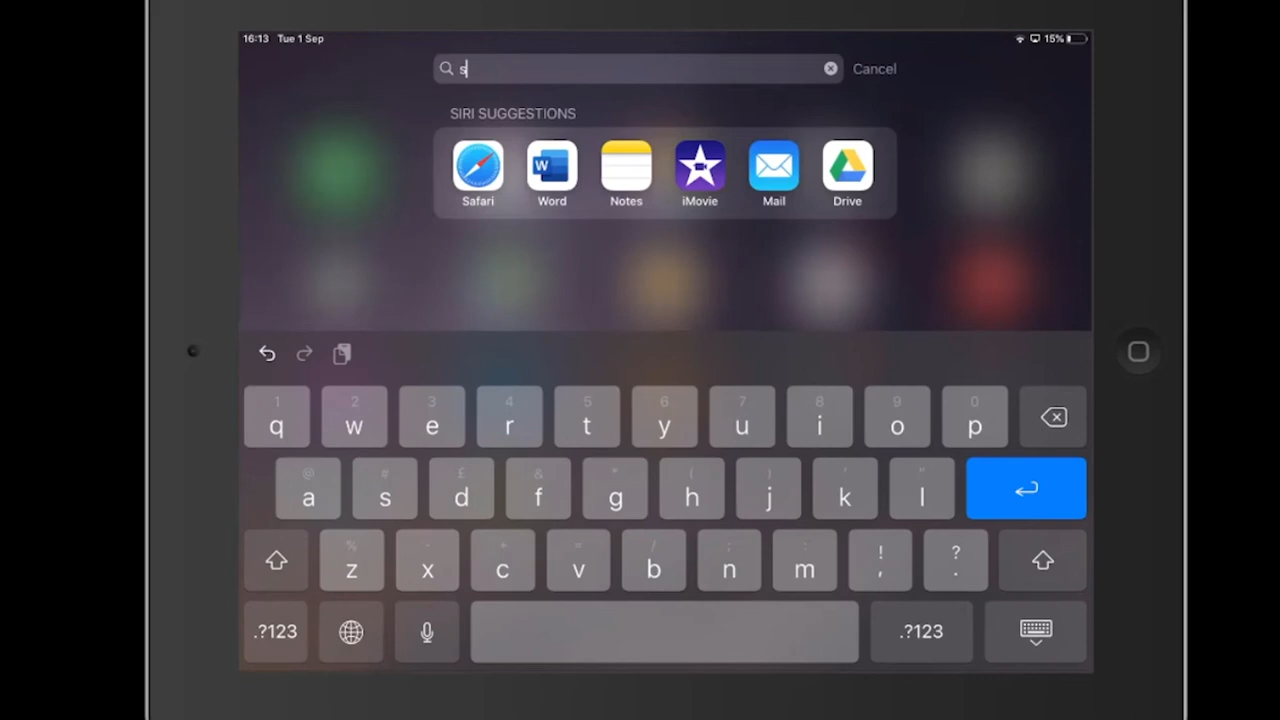 16:13 Tue 1 Sep 15%
s Cancel
SIRI SUGGESTIONS
W
Safari Word Notes iMovie Mail Drive
1 2 3 4 5 6 7 8 9 0
q w e r t y u i o p
@ # £ & * ( ) ' "
a s d f g h j k l
% - + = / ; : ! ?
z x c v b n m , .
.?123 .?123